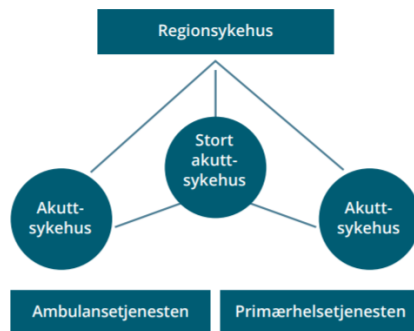 Regionsykehus
Stort
akutt-
sykehus
Akutt-
sykehus
Akutt-
sykehus
Ambulansetjenesten
Primærhelsetjenesten